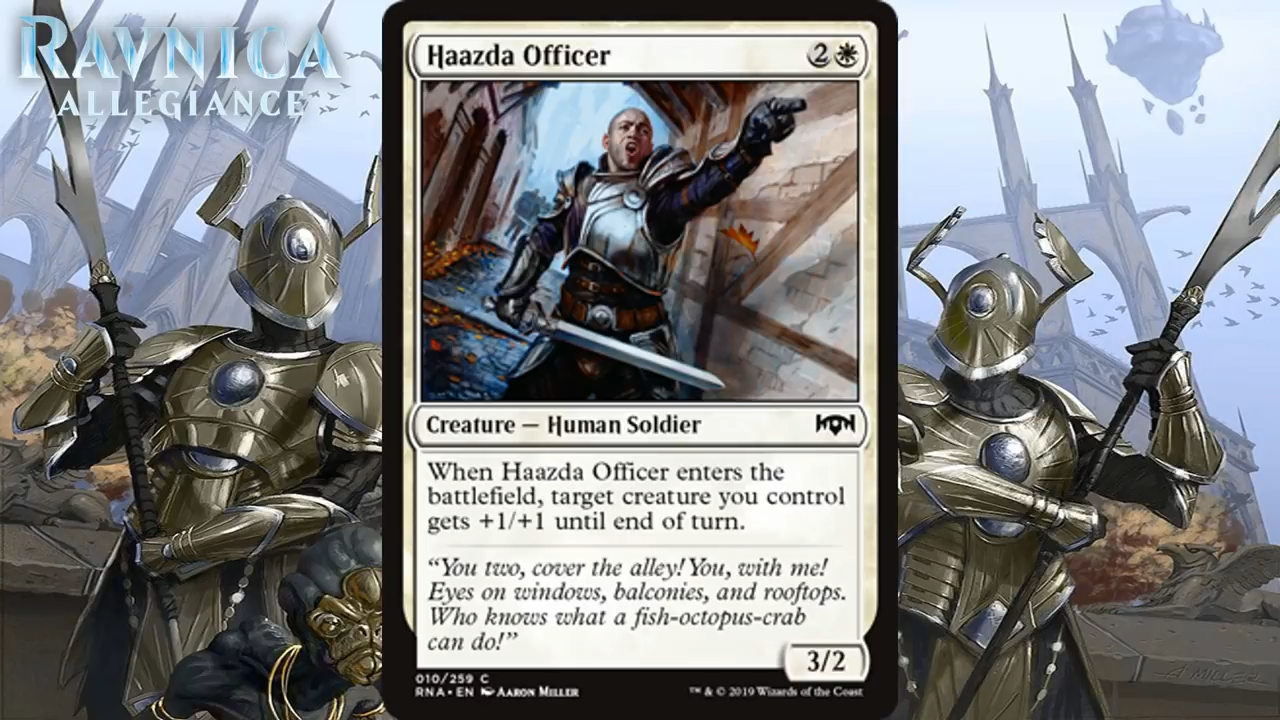 RAVNICA
ALLEGIANCE
Haazda Officer 2
Creature — Human Soldier
When Haazda Officer enters the
battlefield, target creature you control
gets +1/+1 until end of turn.
“You two, cover the alley! You, with me!
Eyes on windows, balconies, and rooftops.
Who knows what a fish-octopus-crab
can do!”
3/2
010/259 C
RNA • EN Aaron Miller
™ & © 2019 Wizards of the Coast
A MILLER